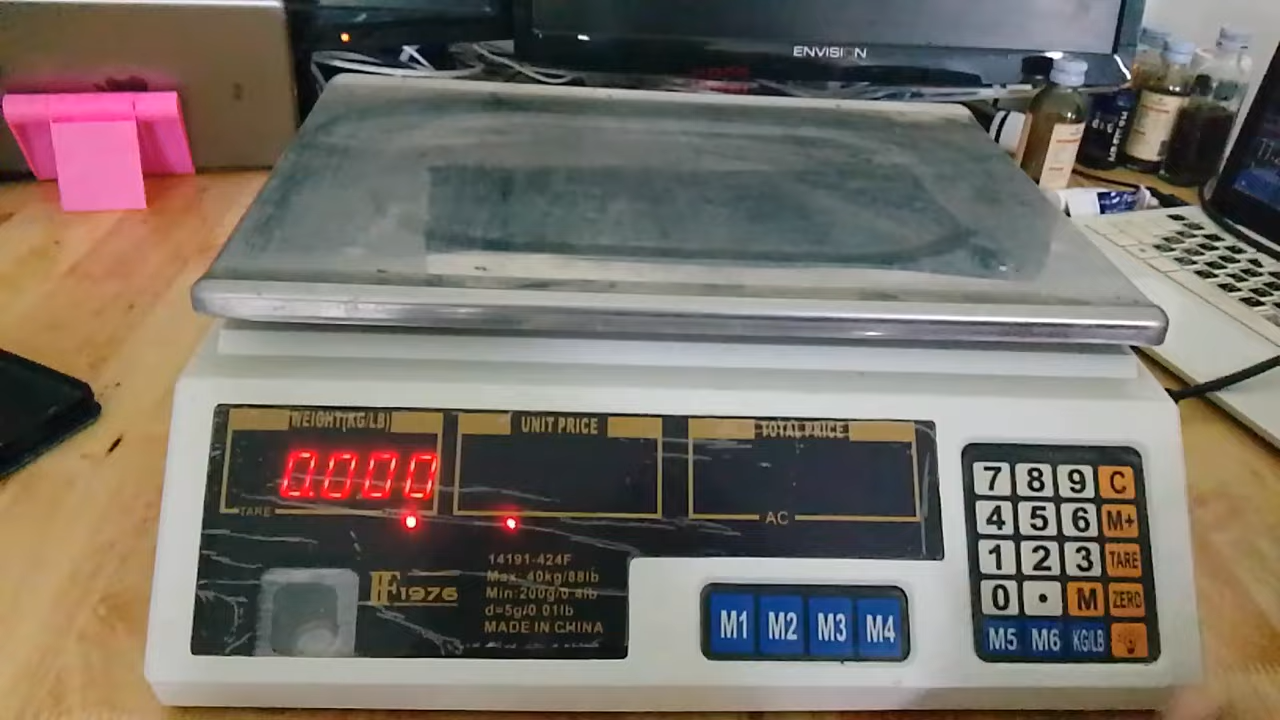 ENVISION
WEIGHT(KG/LB)
UNIT PRICE
TOTAL PRICE
0.000
TARE
AC
14191-424F
Max: 40kg/88lb
Min:200g/0.4lb
d=5g/0.01lb
MADE IN CHINA
1976
7 8 9 C
4 5 6 M+
1 2 3 TARE
0 . M ZERO
M5 M6 KG/LB
M1 M2 M3 M4